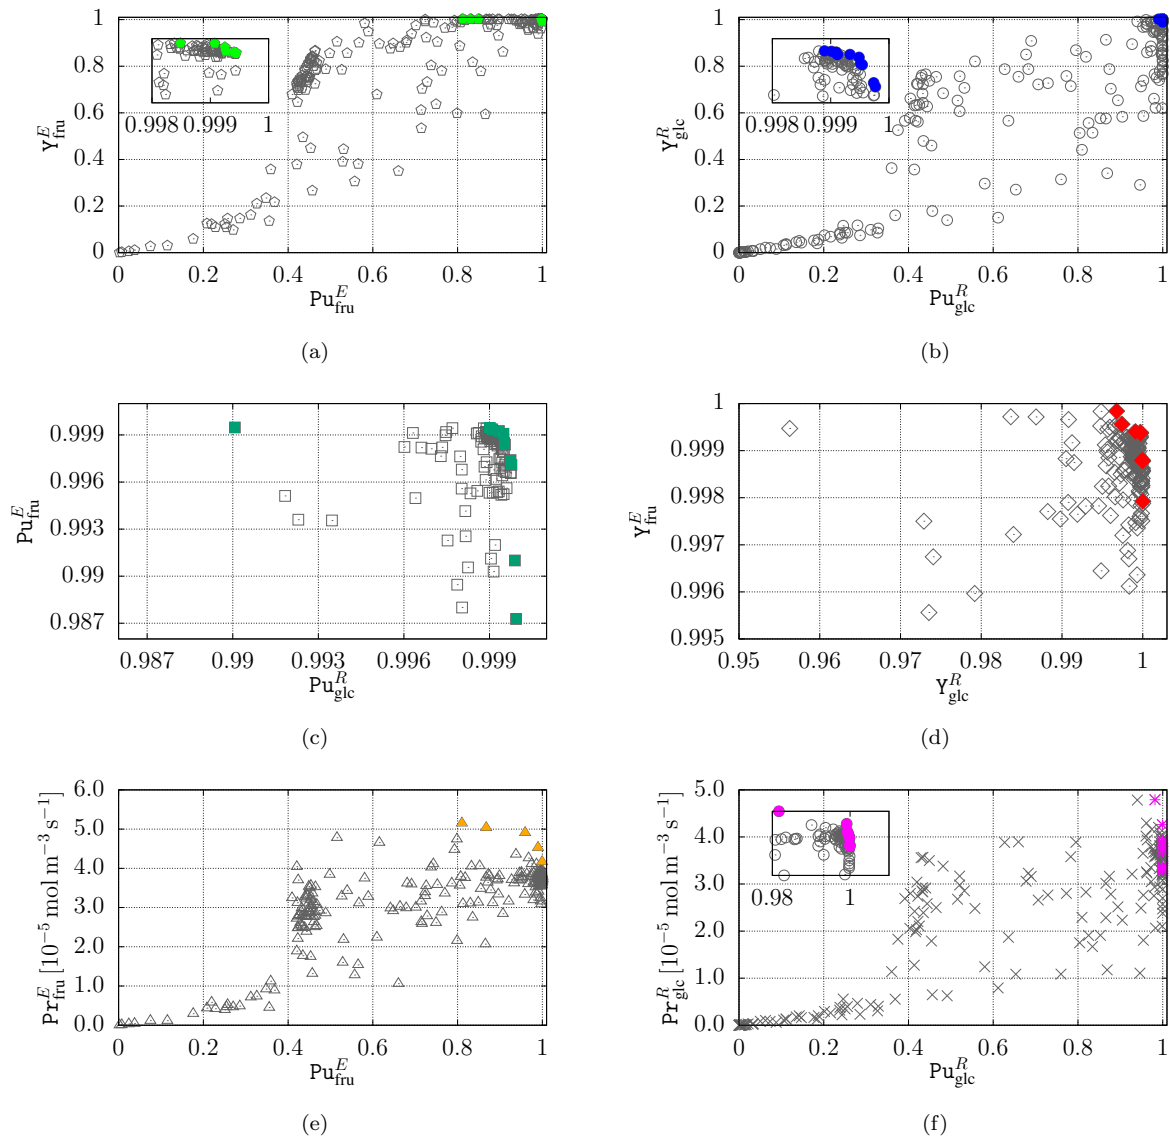 1
0.8
0.6
0.4
0.2
0
Y^E_fru
0.998 0.999 1
0 0.2 0.4 0.6 0.8 1
Pu^E_fru
(a)
1
0.8
0.6
0.4
0.2
0
Y^R_glc
0.998 0.999 1
0 0.2 0.4 0.6 0.8 1
Pu^R_glc
(b)
0.999
0.996
0.993
0.99
0.987
Pu^E_fru
0.987 0.99 0.993 0.996 0.999
Pu^R_glc
(c)
1
0.999
0.998
0.997
0.996
0.995
Y^E_fru
0.95 0.96 0.97 0.98 0.99 1
Y^R_glc
(d)
6.0
5.0
4.0
3.0
2.0
1.0
0.0
Pr^E_fru [10^−5 mol m^−3 s^−1]
0 0.2 0.4 0.6 0.8 1
Pu^E_fru
(e)
5.0
4.0
3.0
2.0
1.0
0.0
Pr^R_glc [10^−5 mol m^−3 s^−1]
0.98 1
0 0.2 0.4 0.6 0.8 1
Pu^R_glc
(f)